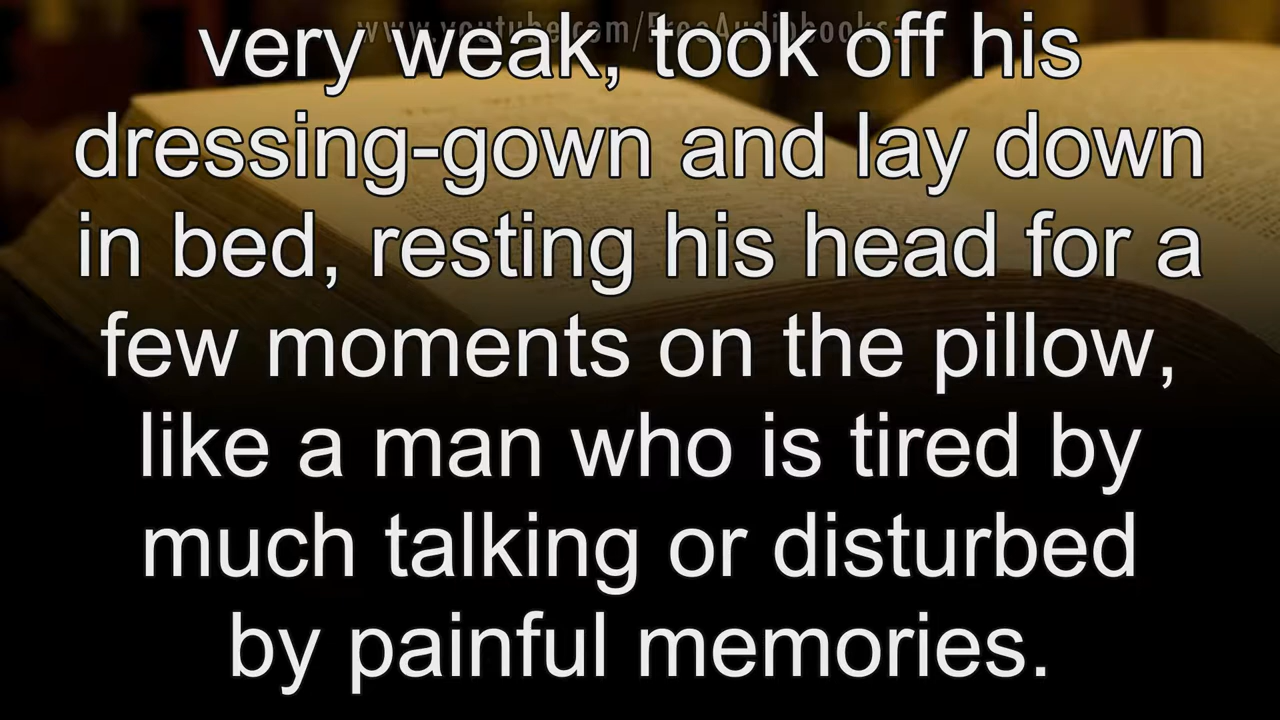 very weak, took off his
dressing-gown and lay down
in bed, resting his head for a
few moments on the pillow,
like a man who is tired by
much talking or disturbed
by painful memories.